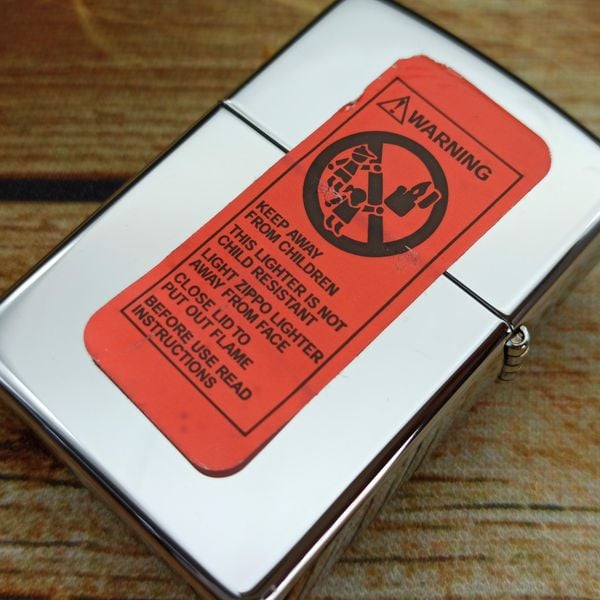 WARNING
KEEP AWAY
FROM CHILDREN
THIS LIGHTER IS NOT
CHILD RESISTANT
LIGHT ZIPPO LIGHTER
AWAY FROM FACE
CLOSE LID TO
PUT OUT FLAME
BEFORE USE READ
INSTRUCTIONS